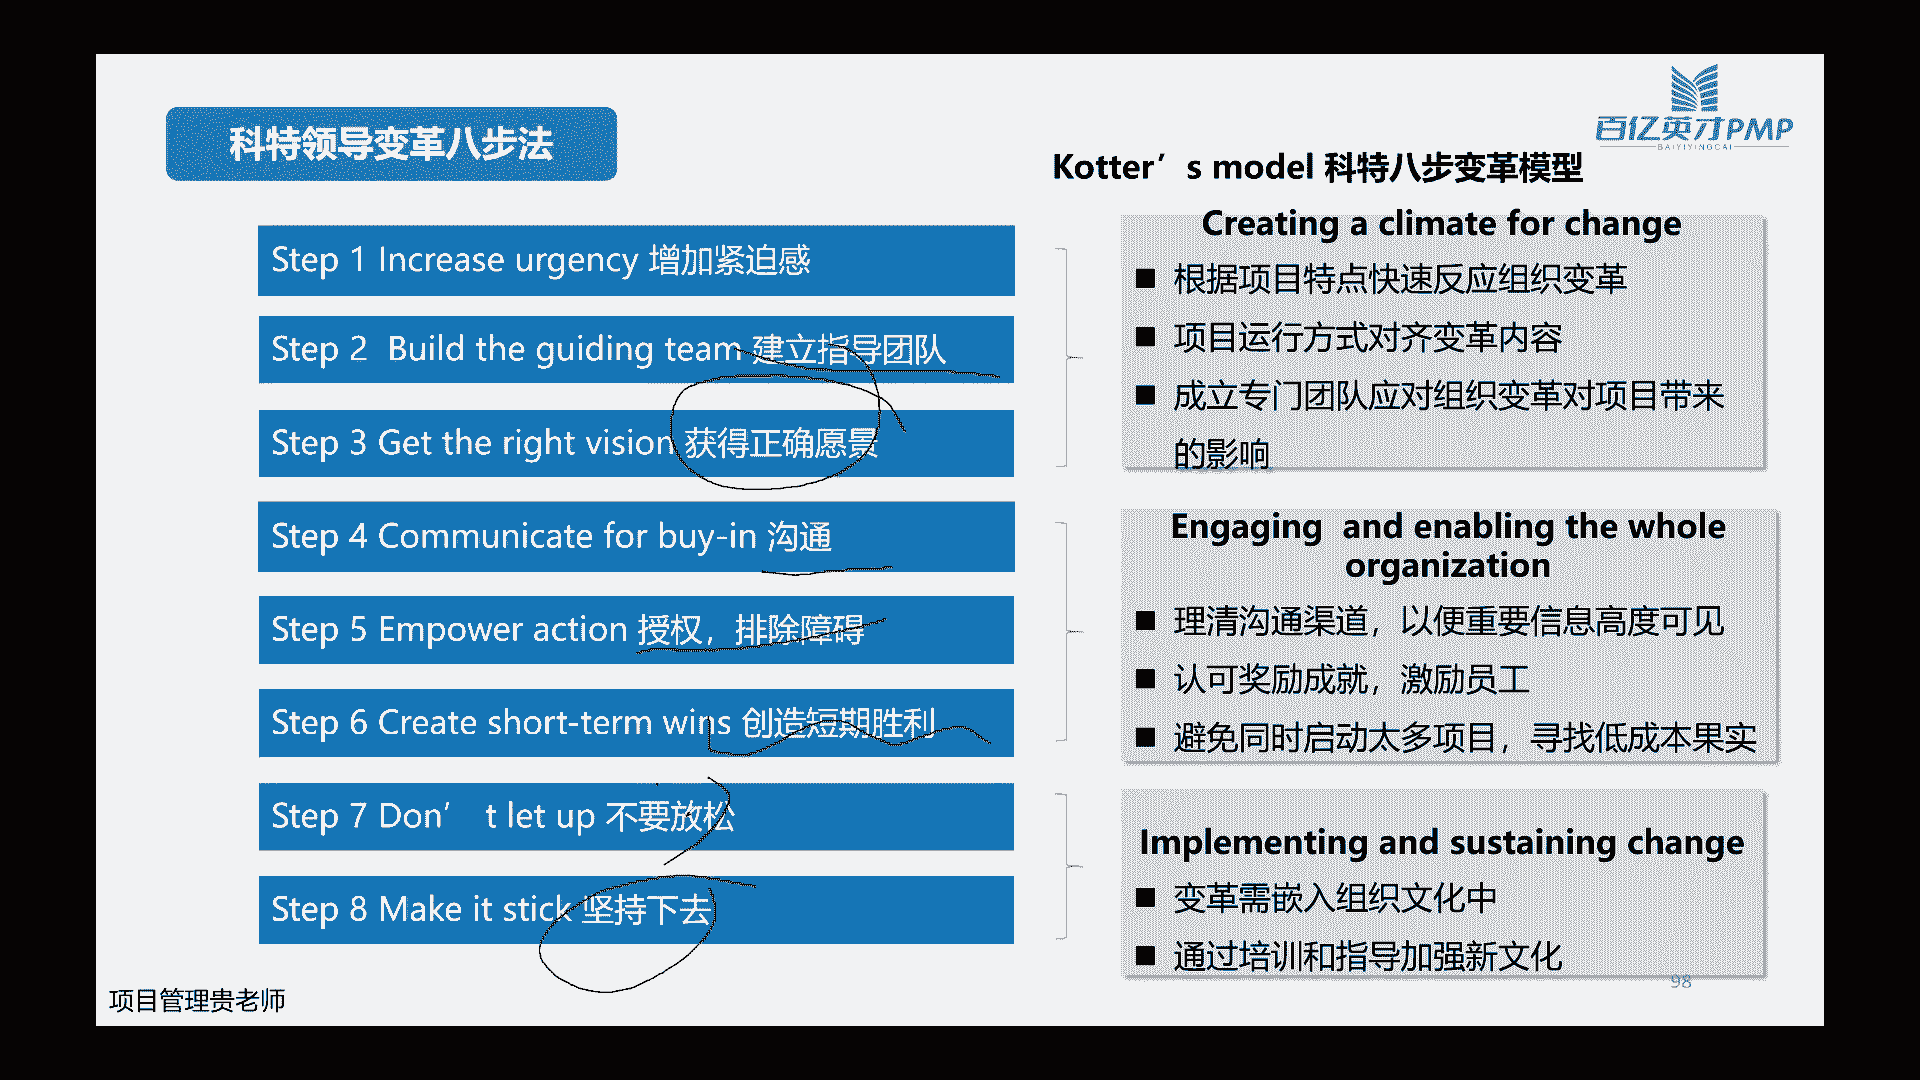 科特领导变革八步法
百亿英才PMP
BAIYIYINGCAI
Kotter’s model 科特八步变革模型
Step 1 Increase urgency 增加紧迫感
Step 2 Build the guiding team 建立指导团队
Step 3 Get the right vision 获得正确愿景
Step 4 Communicate for buy-in 沟通
Step 5 Empower action 授权，排除障碍
Step 6 Create short-term wins 创造短期胜利
Step 7 Don’ t let up 不要放松
Step 8 Make it stick 坚持下去
Creating a climate for change
■ 根据项目特点快速反应组织变革
■ 项目运行方式对齐变革内容
■ 成立专门团队应对组织变革对项目带来
的影响
Engaging and enabling the whole
organization
■ 理清沟通渠道，以便重要信息高度可见
■ 认可奖励成就，激励员工
■ 避免同时启动太多项目，寻找低成本果实
Implementing and sustaining change
■ 变革需嵌入组织文化中
■ 通过培训和指导加强新文化
98
项目管理贵老师